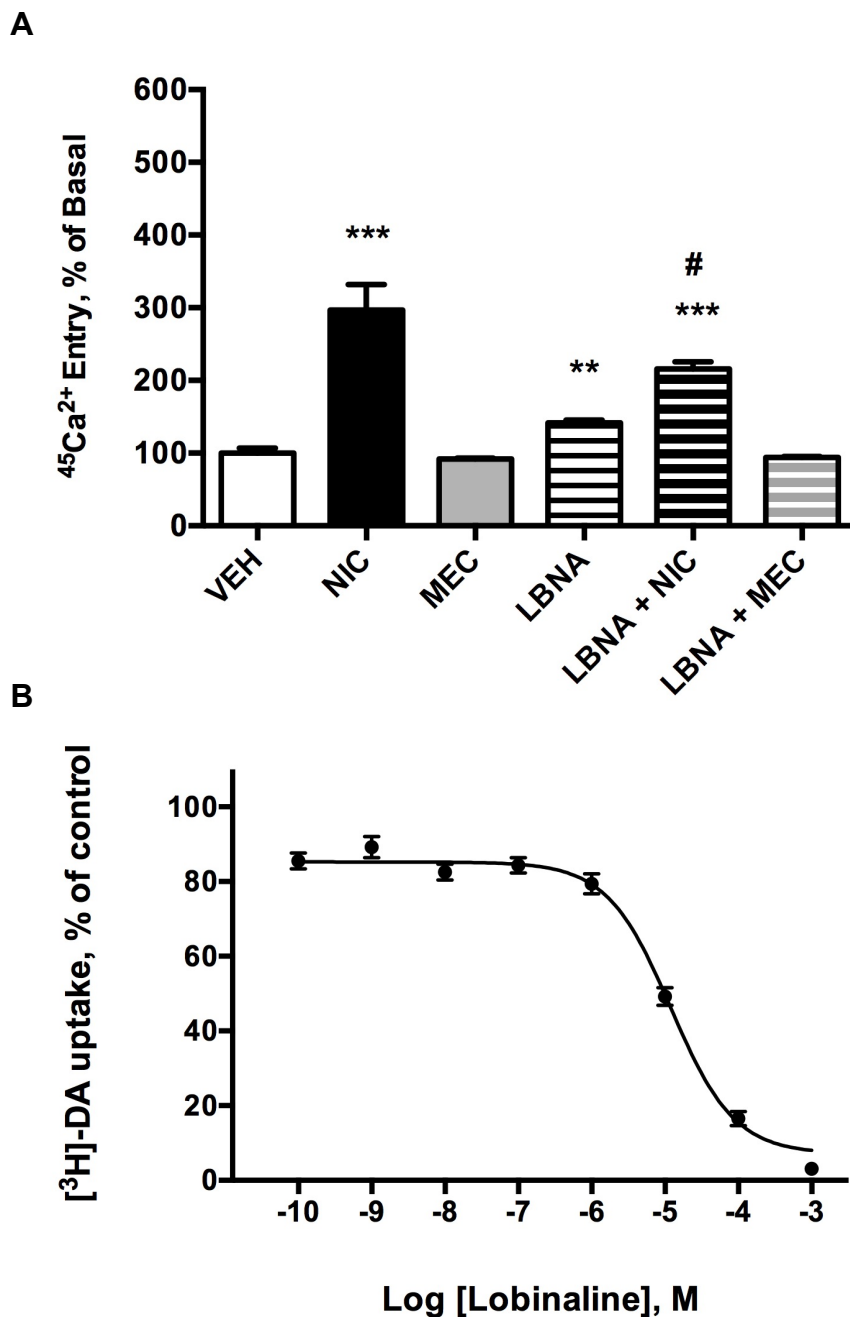 A
600
500
400
300
200
100
0
45Ca2+ Entry, % of Basal
***
**
#
***
VEH
NIC
MEC
LBNA
LBNA + NIC
LBNA + MEC
B
100
80
60
40
20
0
[3H]-DA uptake, % of control
-10 -9 -8 -7 -6 -5 -4 -3
Log [Lobinaline], M